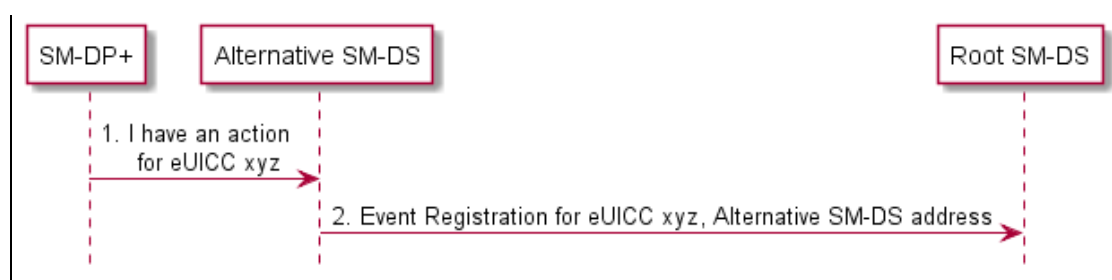 SM-DP+
Alternative SM-DS
Root SM-DS
1. I have an action
for eUICC xyz
2. Event Registration for eUICC xyz, Alternative SM-DS address